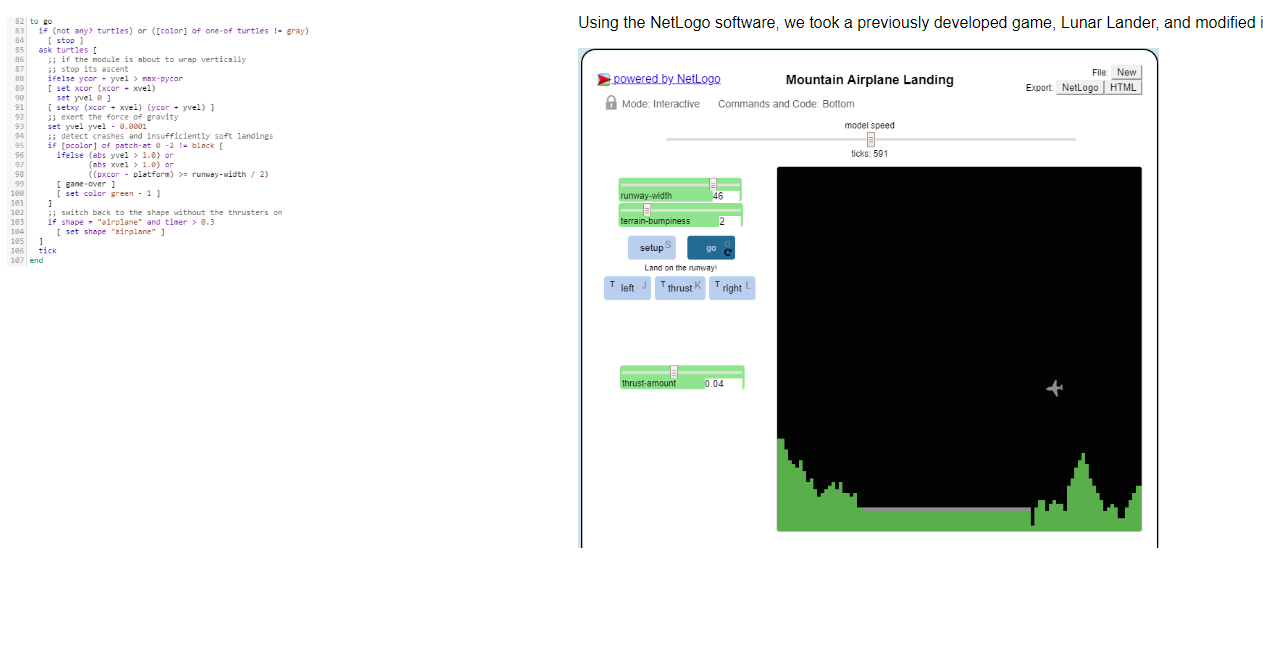 82 to go
83 if (not any? turtles) or ([color] of one-of turtles != gray)
84 [ stop ]
85 ask turtles [
86 ;; if the module is about to wrap vertically
87 ;; stop its ascent
88 ifelse ycor + yvel > max-pycor
89 [ set xcor (xcor + xvel)
90 set yvel 0 ]
91 [ setxy (xcor + xvel) (ycor + yvel) ]
92 ;; exert the force of gravity
93 set yvel yvel - 0.0001
94 ;; detect crashes and insufficiently soft landings
95 if [pcolor] of patch-at 0 -2 != black [
96 ifelse (abs yvel > 1.0) or
97 (abs xvel > 1.0) or
98 ((pxcor - platform) >= runway-width / 2)
99 [ game-over ]
100 [ set color green - 1 ]
101 ]
102 ;; switch back to the shape without the thrusters on
103 if shape = "airplane" and timer > 0.3
104 [ set shape "airplane" ]
105 ]
106 tick
107 end
Using the NetLogo software, we took a previously developed game, Lunar Lander, and modified i
powered by NetLogo
Mountain Airplane Landing
File: New
Export: NetLogo HTML
Mode: Interactive Commands and Code: Bottom
model speed
ticks: 591
runway-width 46
terrain-bumpiness 2
setup S go
Land on the runway!
T left J T thrust K T right L
thrust-amount 0.04